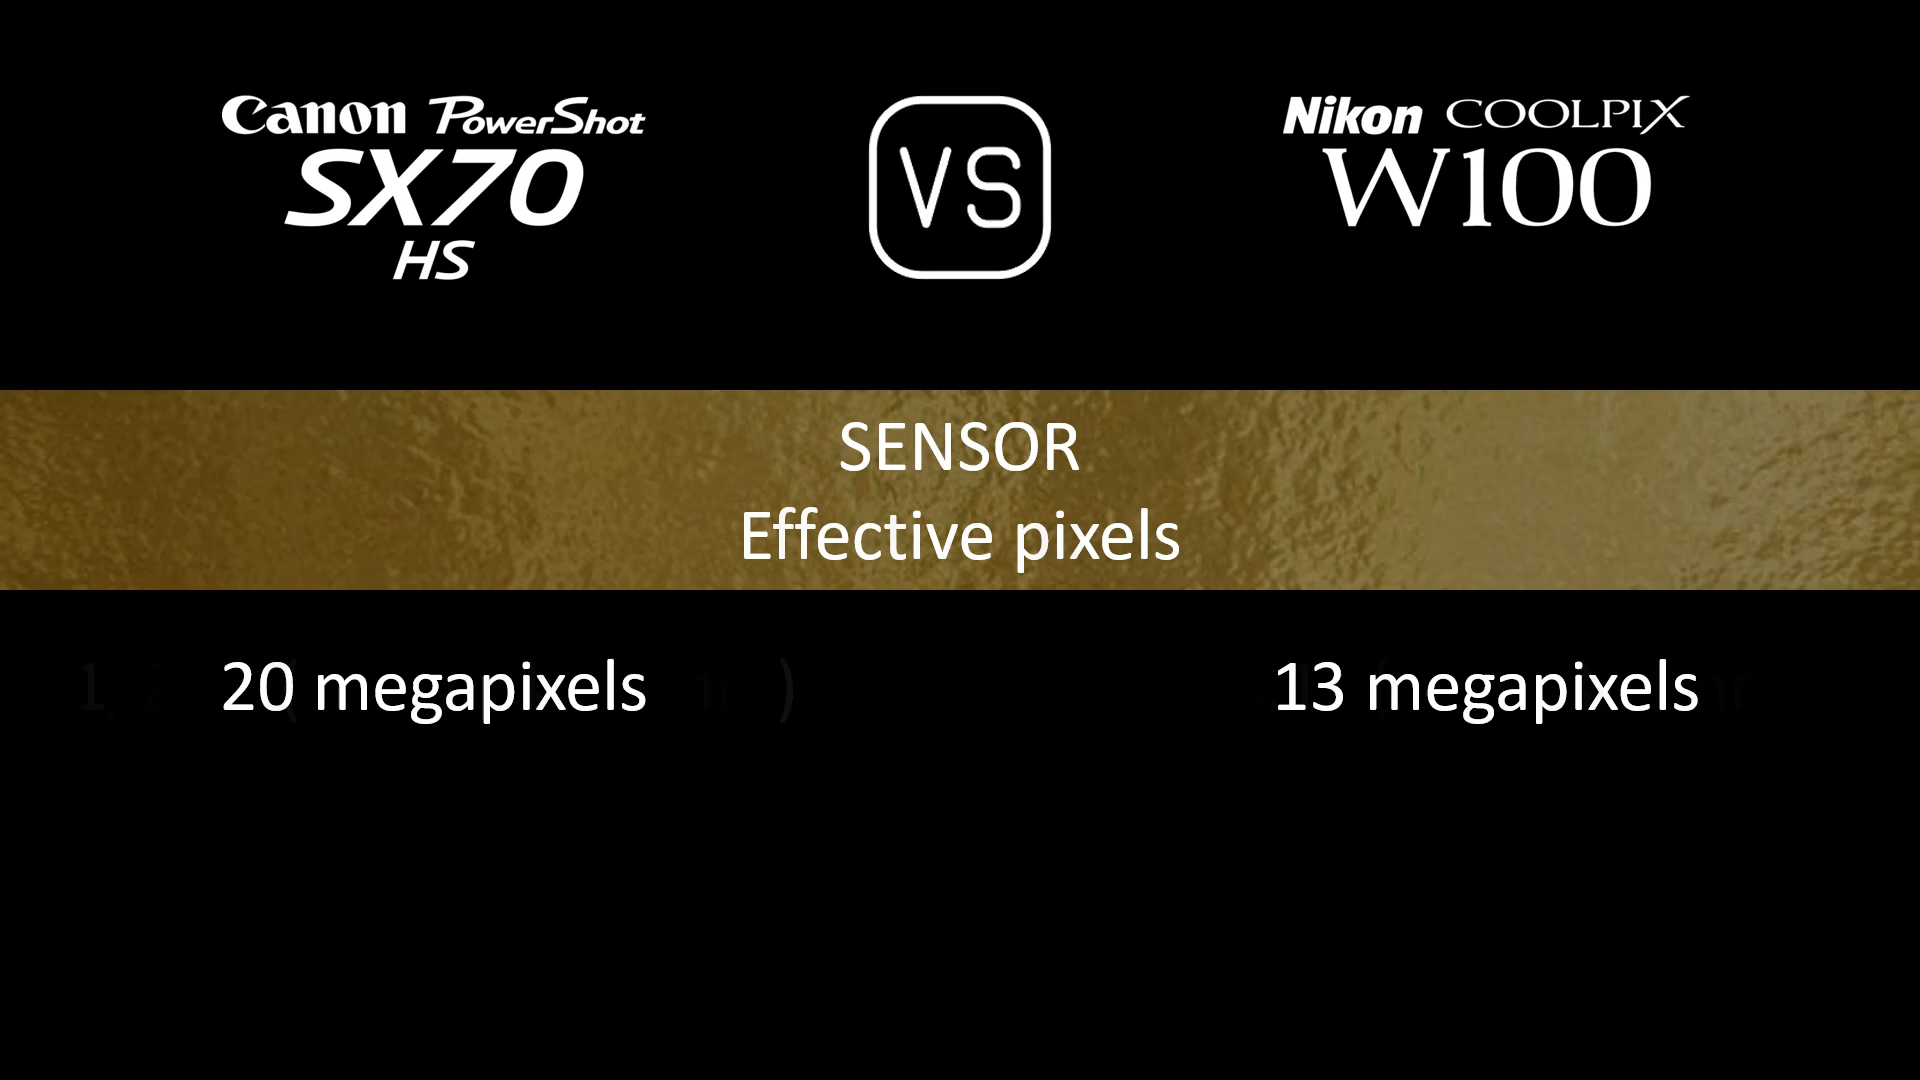 Canon PowerShot
SX70
HS
VS
Nikon COOLPIX
W100
SENSOR
Effective pixels
20 megapixels
13 megapixels